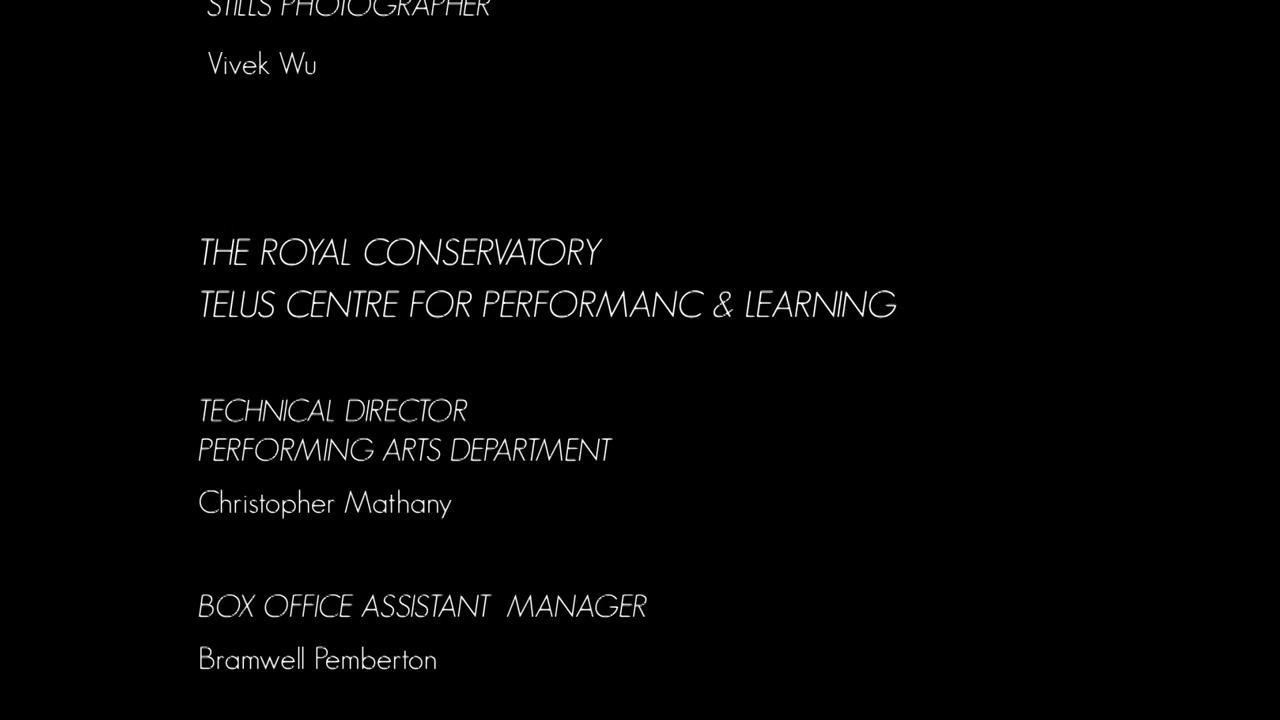 STILLS PHOTOGRAPHER
Vivek Wu
THE ROYAL CONSERVATORY
TELUS CENTRE FOR PERFORMANC & LEARNING
TECHNICAL DIRECTOR
PERFORMING ARTS DEPARTMENT
Christopher Mathany
BOX OFFICE ASSISTANT  MANAGER
Bramwell Pemberton